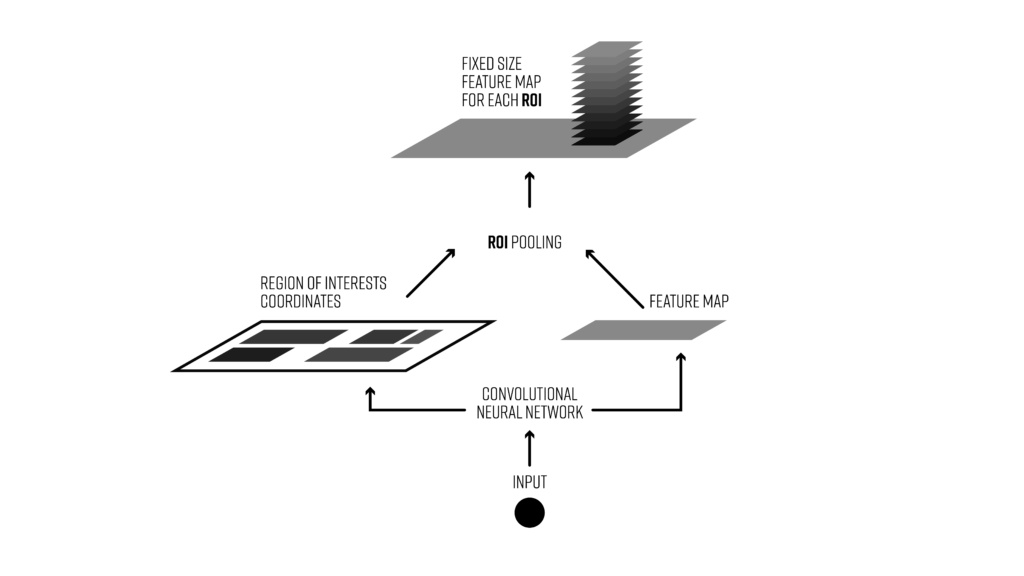 FIXED SIZE
FEATURE MAP
FOR EACH ROI
ROI POOLING
REGION OF INTERESTS
COORDINATES
FEATURE MAP
CONVOLUTIONAL
NEURAL NETWORK
INPUT